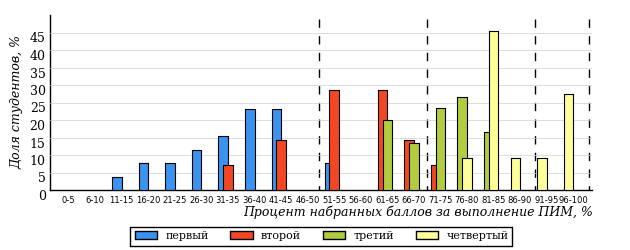 Доля студентов, %
45
40
35
30
25
20
15
10
5
0
0-5 6-10 11-15 16-20 21-25 26-30 31-35 36-40 41-45 46-50 51-55 56-60 61-65 66-70 71-75 76-80 81-85 86-90 91-95 96-100
Процент набранных баллов за выполнение ПИМ, %
первый второй третий четвертый